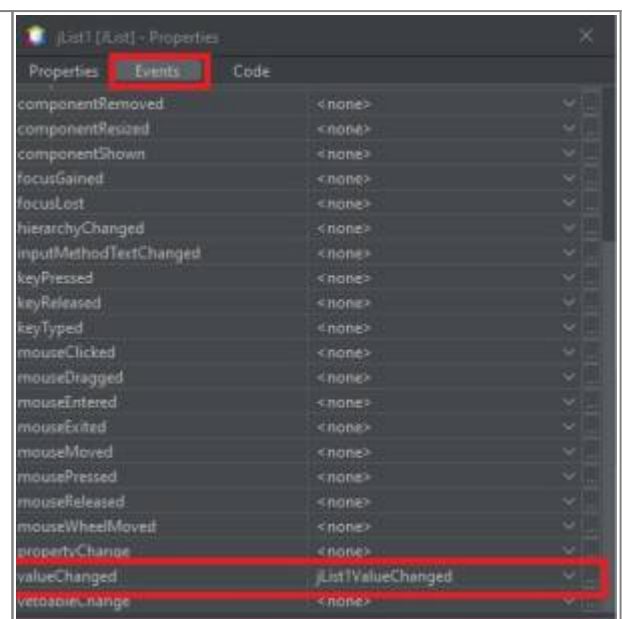 jList1 [JList] - Properties
Properties Events Code
componentRemoved <none>
componentResized <none>
componentShown <none>
focusGained <none>
focusLost <none>
hierarchyChanged <none>
inputMethodTextChanged <none>
keyPressed <none>
keyReleased <none>
keyTyped <none>
mouseClicked <none>
mouseDragged <none>
mouseEntered <none>
mouseExited <none>
mouseMoved <none>
mousePressed <none>
mouseReleased <none>
mouseWheelMoved <none>
propertyChange <none>
valueChanged jList1ValueChanged
vetoableChange <none>